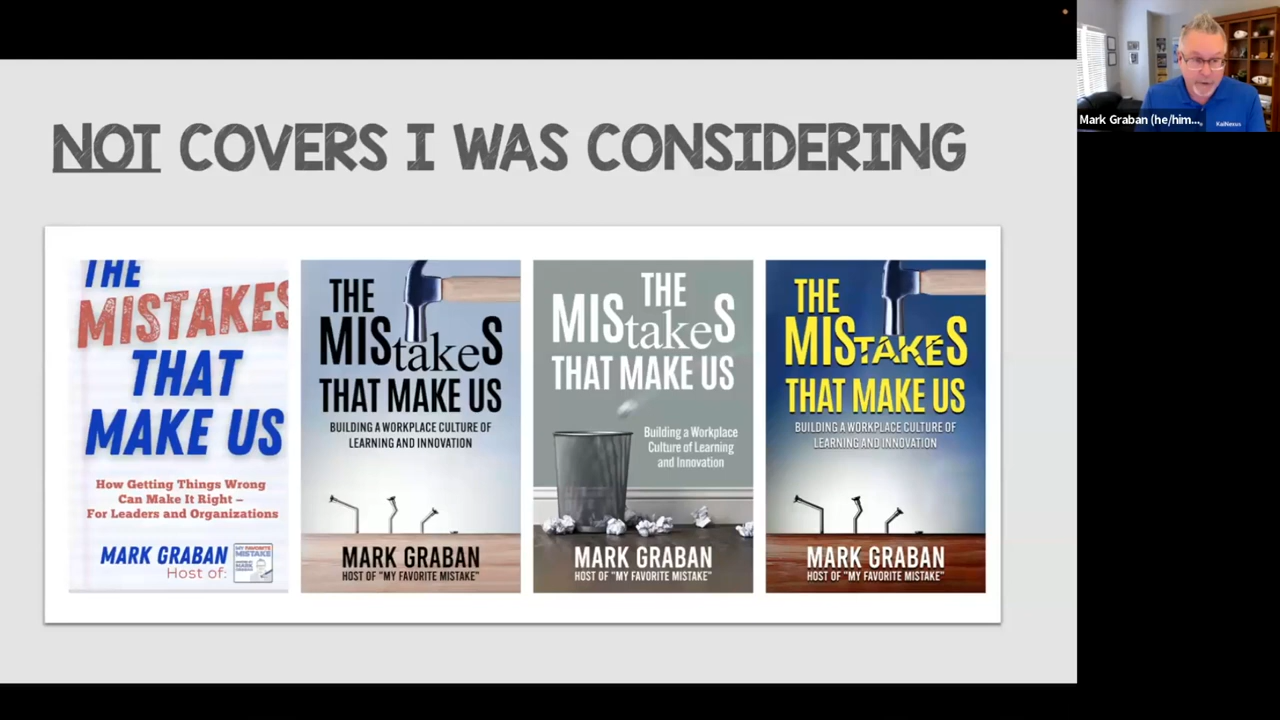 NOT COVERS I WAS CONSIDERING
THE
MISTAKES
THAT
MAKE US
How Getting Things Wrong
Can Make It Right –
For Leaders and Organizations
MARK GRABAN
Host of:
MY FAVORITE
MISTAKE
THE
MIStakeS
THAT MAKE US
BUILDING A WORKPLACE CULTURE OF
LEARNING AND INNOVATION
MARK GRABAN
HOST OF "MY FAVORITE MISTAKE"
THE
MIStakeS
THAT MAKE US
Building a Workplace
Culture of Learning
and Innovation
MARK GRABAN
HOST OF "MY FAVORITE MISTAKE"
THE
MISTAKES
THAT MAKE US
BUILDING A WORKPLACE CULTURE OF
LEARNING AND INNOVATION
MARK GRABAN
HOST OF "MY FAVORITE MISTAKE"
KaiNexus
Mark Graban (he/him...